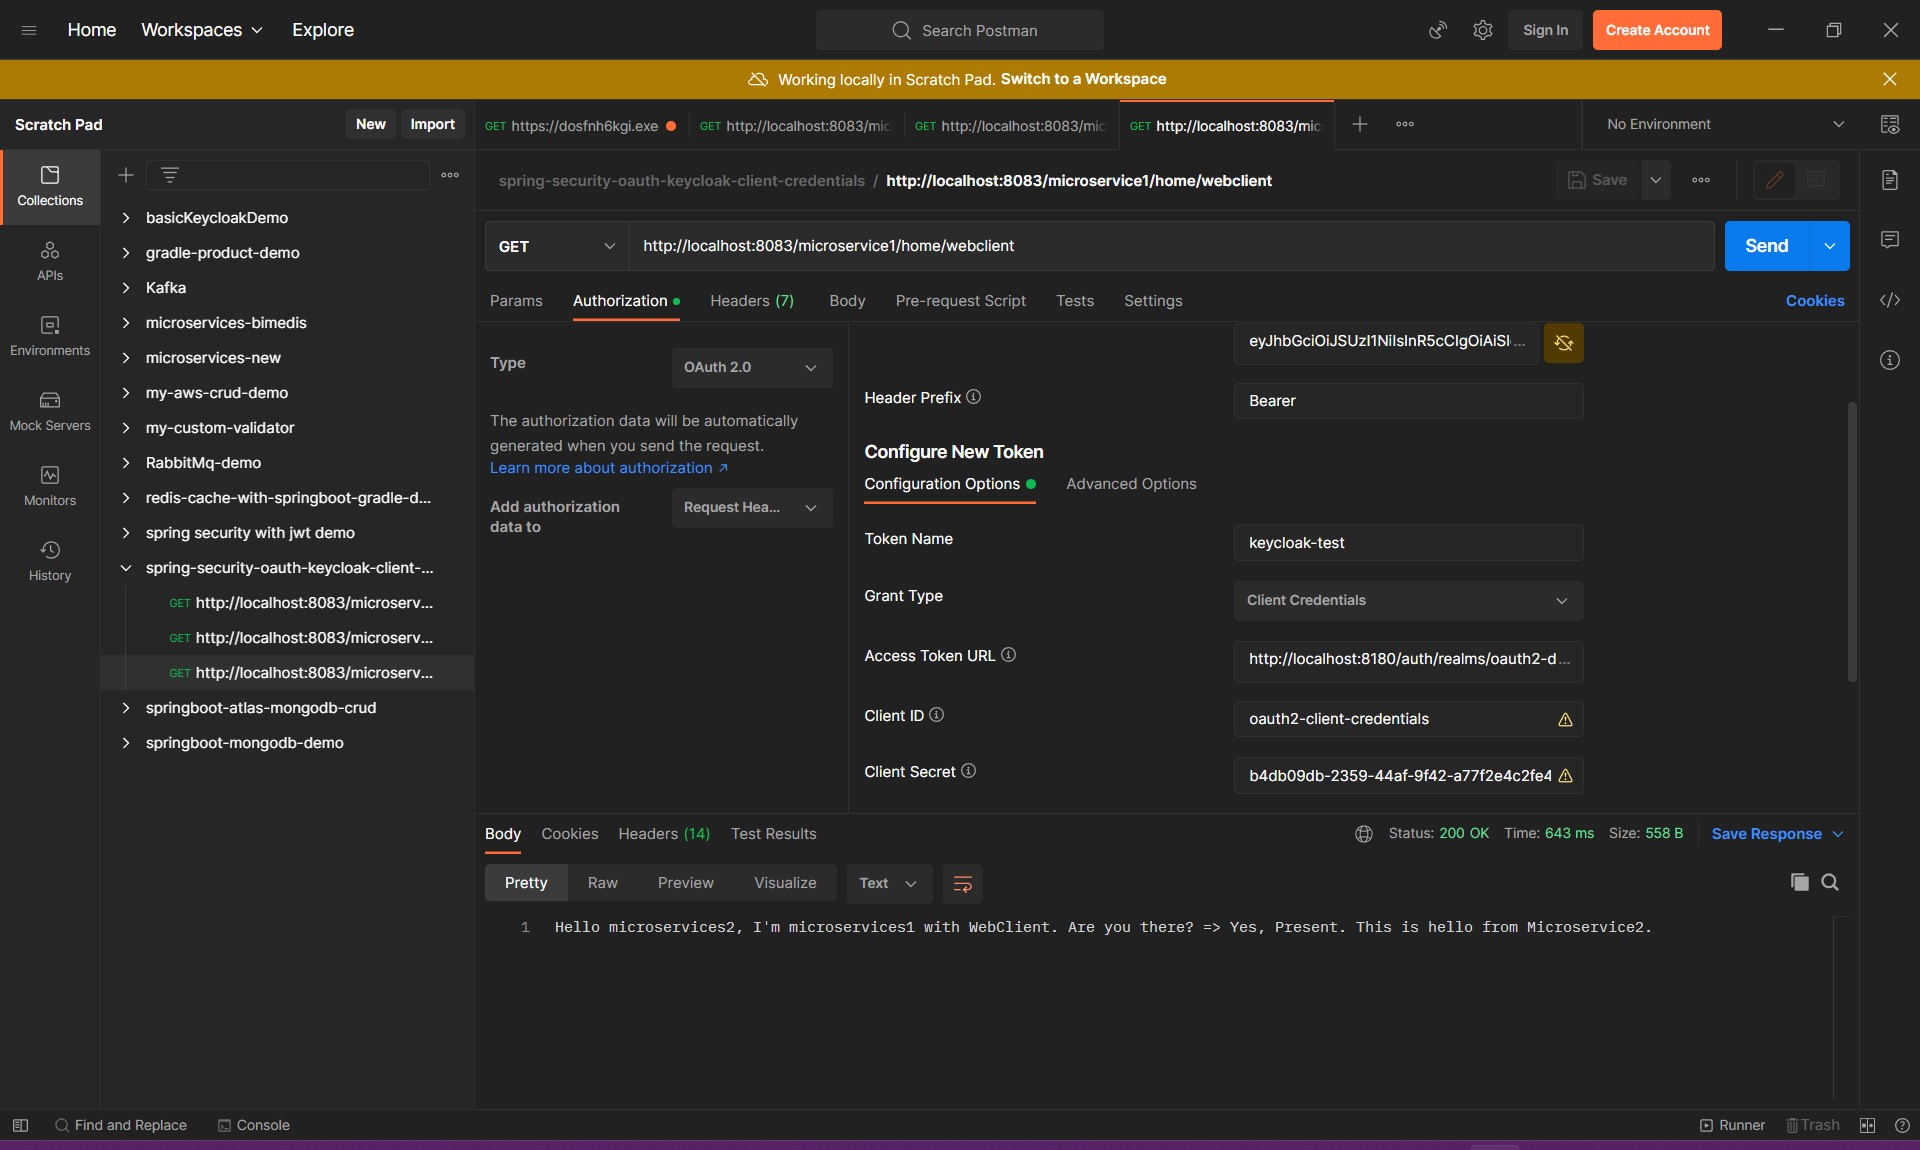 Home
Workspaces
Explore
Search Postman
Sign In
Create Account
Working locally in Scratch Pad. Switch to a Workspace
Scratch Pad
New
Import
GET https://dosfnh6kgi.exe
GET http://localhost:8083/mic
GET http://localhost:8083/mic
GET http://localhost:8083/mic
No Environment
Collections
APIs
Environments
Mock Servers
Monitors
History
basicKeycloakDemo
gradle-product-demo
Kafka
microservices-bimedis
microservices-new
my-aws-crud-demo
my-custom-validator
RabbitMq-demo
redis-cache-with-springboot-gradle-d...
spring security with jwt demo
spring-security-oauth-keycloak-client-...
GET http://localhost:8083/microserv...
GET http://localhost:8083/microserv...
GET http://localhost:8083/microserv...
springboot-atlas-mongodb-crud
springboot-mongodb-demo
spring-security-oauth-keycloak-client-credentials / http://localhost:8083/microservice1/home/webclient
Save
GET
http://localhost:8083/microservice1/home/webclient
Send
Params
Authorization
Headers (7)
Body
Pre-request Script
Tests
Settings
Cookies
Type
OAuth 2.0
The authorization data will be automatically
generated when you send the request.
Learn more about authorization ↗
Add authorization
data to
Request Hea...
eyJhbGciOiJSUzI1NiIsInR5cCIgOiAiSl...
Header Prefix
Bearer
Configure New Token
Configuration Options
Advanced Options
Token Name
keycloak-test
Grant Type
Client Credentials
Access Token URL
http://localhost:8180/auth/realms/oauth2-d...
Client ID
oauth2-client-credentials
Client Secret
b4db09db-2359-44af-9f42-a77f2e4c2fe4
Body
Cookies
Headers (14)
Test Results
Status: 200 OK
Time: 643 ms
Size: 558 B
Save Response
Pretty
Raw
Preview
Visualize
Text
1 Hello microservices2, I'm microservices1 with WebClient. Are you there? => Yes, Present. This is hello from Microservice2.
Find and Replace
Console
Runner
Trash